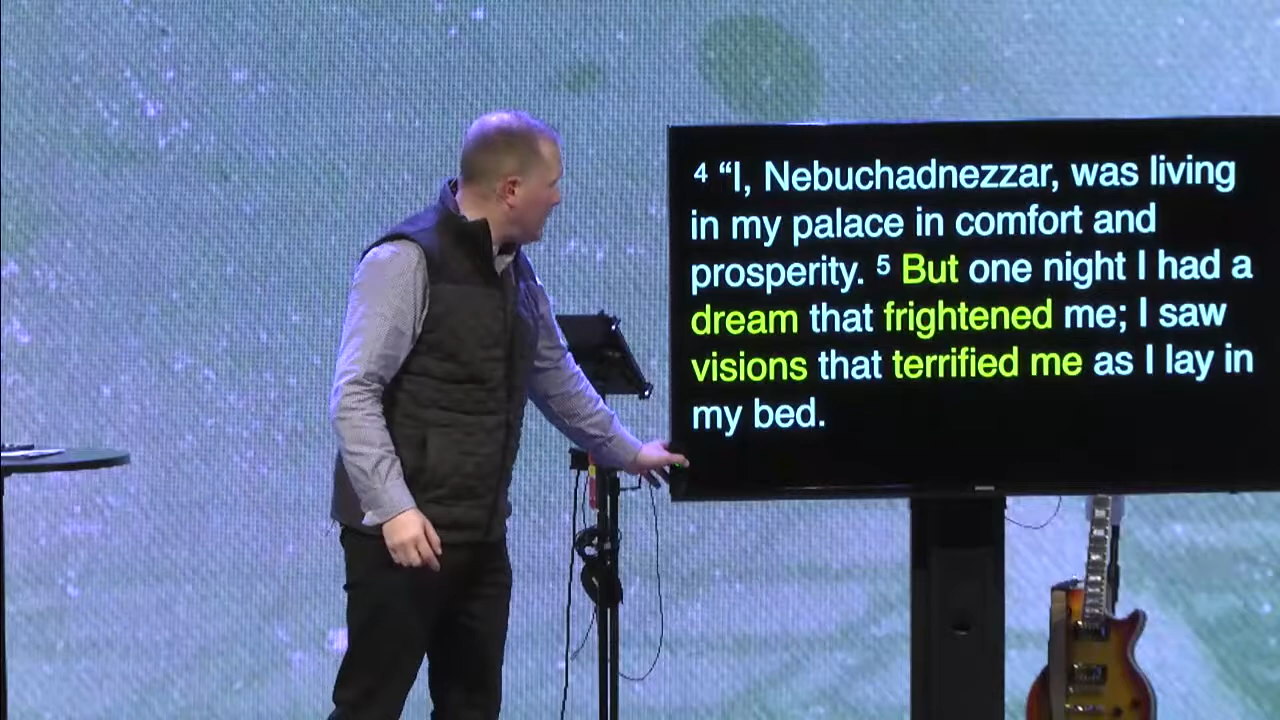 4 “I, Nebuchadnezzar, was living
in my palace in comfort and
prosperity. 5 But one night I had a
dream that frightened me; I saw
visions that terrified me as I lay in
my bed.